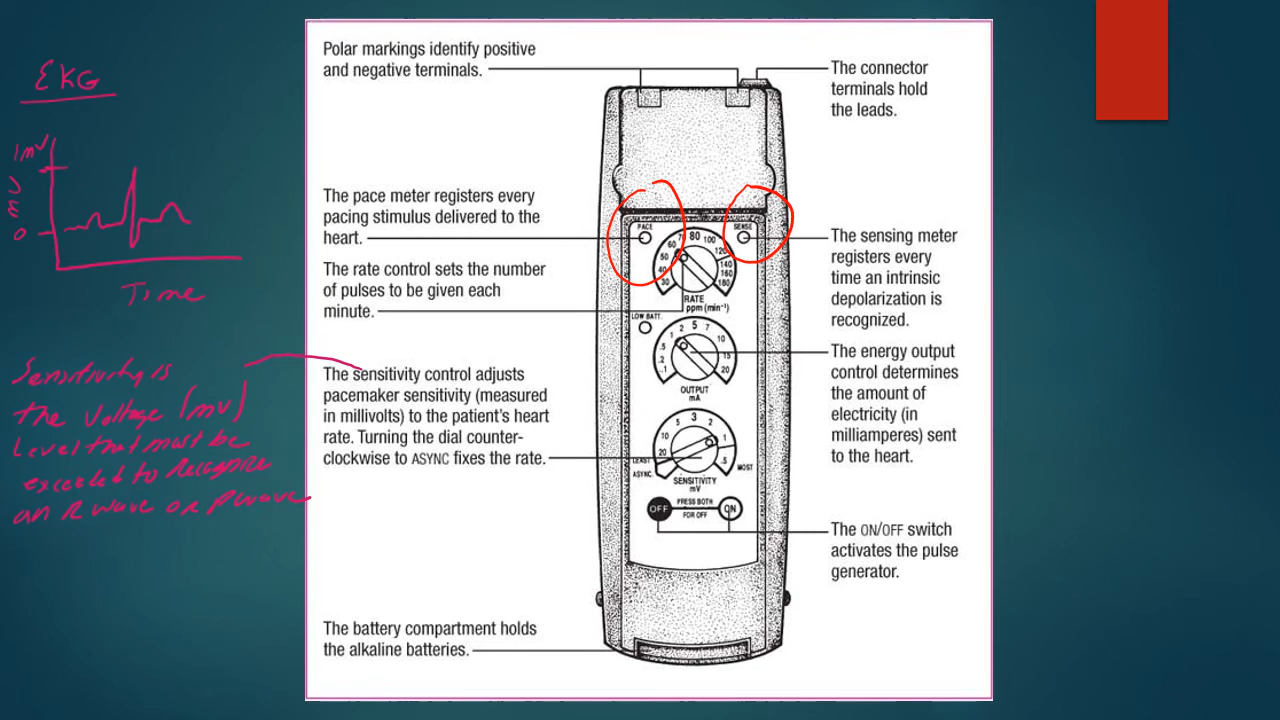 EKG
1mV
mV
0
Time
Sensitivity is
the Voltage (mv)
Level that must be
exceeded to Recognize
an R wave or P wave
Polar markings identify positive
and negative terminals.
The connector
terminals hold
the leads.
The pace meter registers every
pacing stimulus delivered to the
heart.
The rate control sets the number
of pulses to be given each
minute.
The sensing meter
registers every
time an intrinsic
depolarization is
recognized.
The sensitivity control adjusts
pacemaker sensitivity (measured
in millivolts) to the patient's heart
rate. Turning the dial counter-
clockwise to ASYNC fixes the rate.
The energy output
control determines
the amount of
electricity (in
milliamperes) sent
to the heart.
The ON/OFF switch
activates the pulse
generator.
The battery compartment holds
the alkaline batteries.
PACE
SENSE
30 40 50 60 70 80 100 120 140 160 180
RATE
ppm (min⁻¹)
LOW BATT.
.1 .2 .5 1 2 5 7 10 15 20
OUTPUT
mA
20 10 5 3 2 1 .5
LEAST
ASYNC.
MOST
SENSITIVITY
mV
OFF
PRESS BOTH
FOR OFF
ON